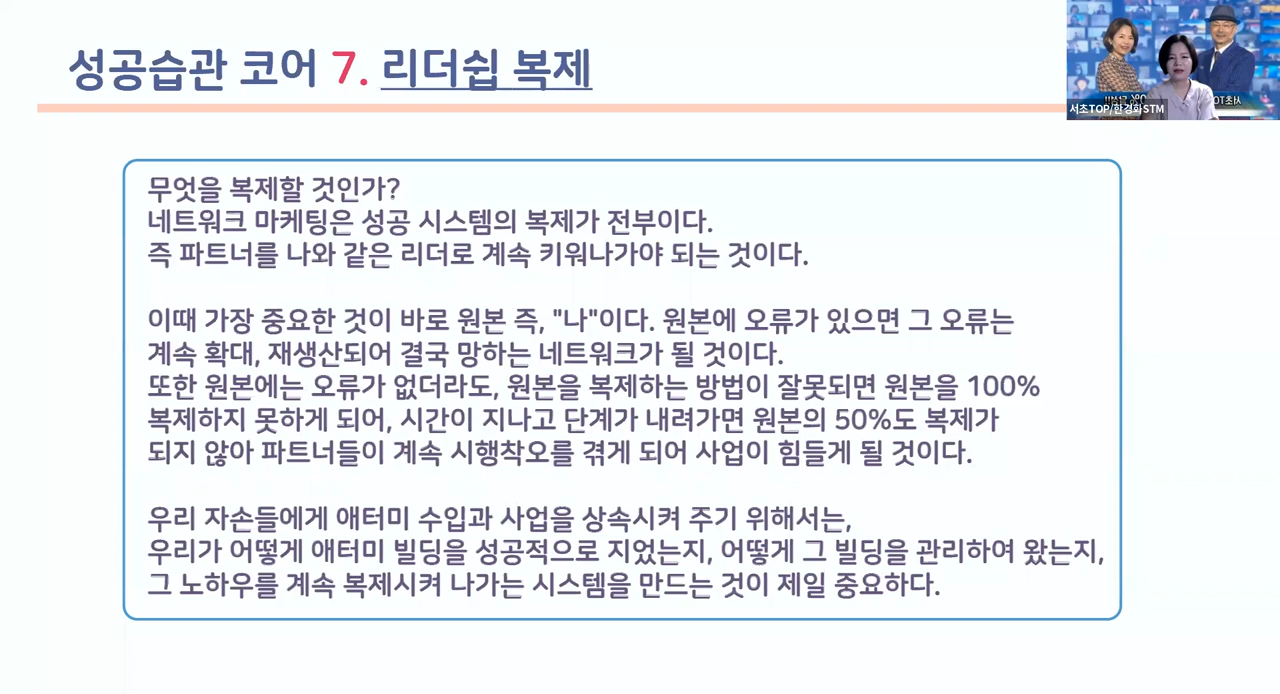 성공습관 코어 7. 리더쉽 복제
서초TOP/한경화STM
무엇을 복제할 것인가?
네트워크 마케팅은 성공 시스템의 복제가 전부이다.
즉 파트너를 나와 같은 리더로 계속 키워나가야 되는 것이다.
이때 가장 중요한 것이 바로 원본 즉, "나"이다. 원본에 오류가 있으면 그 오류는
계속 확대, 재생산되어 결국 망하는 네트워크가 될 것이다.
또한 원본에는 오류가 없더라도, 원본을 복제하는 방법이 잘못되면 원본을 100%
복제하지 못하게 되어, 시간이 지나고 단계가 내려가면 원본의 50%도 복제가
되지 않아 파트너들이 계속 시행착오를 겪게 되어 사업이 힘들게 될 것이다.
우리 자손들에게 애터미 수입과 사업을 상속시켜 주기 위해서는,
우리가 어떻게 애터미 빌딩을 성공적으로 지었는지, 어떻게 그 빌딩을 관리하여 왔는지,
그 노하우를 계속 복제시켜 나가는 시스템을 만드는 것이 제일 중요하다.